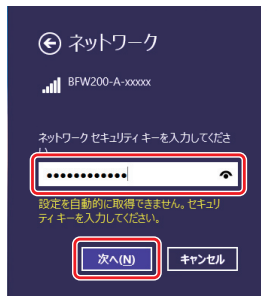 ネットワーク
BFW200-A-xxxxx
ネットワーク セキュリティ キーを入力してくださ
い
●●●●●●●●●●●●
設定を自動的に取得できません。セキュリ
ティ キーを入力してください。
次へ(N)
キャンセル